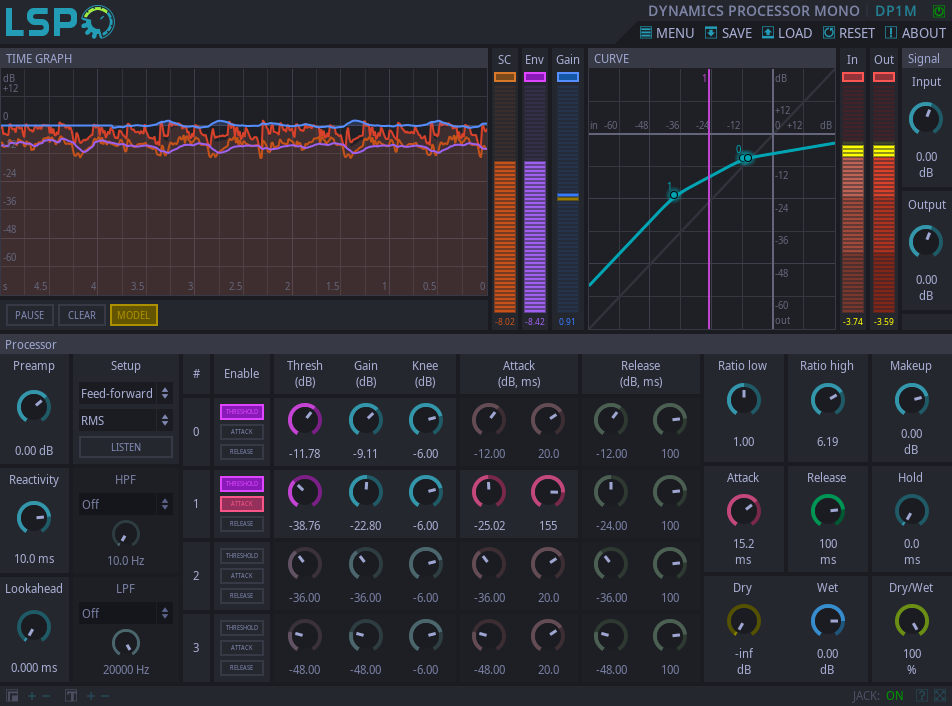 LSP
DYNAMICS PROCESSOR MONO DP1M
MENU SAVE LOAD RESET ABOUT
TIME GRAPH SC Env Gain CURVE In Out Signal
dB
+12
0
-12
-24
-36
-48
-60
s 4.5 4 3.5 3 2.5 2 1.5 1 0.5 0
-8.02 -8.42 0.91
1 dB
+12
in -60 -48 -36 -24 -12 0 +12 dB
0
-12
1
-24
-36
-48
-60
out
-3.74 -3.59
Input
0.00
dB
Output
0.00
dB
PAUSE CLEAR MODEL
Processor
Preamp
0.00 dB
Reactivity
10.0 ms
Lookahead
0.000 ms
Setup
Feed-forward
RMS
LISTEN
HPF
Off
10.0 Hz
LPF
Off
20000 Hz
# Enable Thresh (dB) Gain (dB) Knee (dB) Attack (dB, ms) Release (dB, ms)
0 THRESHOLD ATTACK RELEASE
-11.78 -9.11 -6.00 -12.00 20.0 -12.00 100
1 THRESHOLD ATTACK RELEASE
-38.76 -22.80 -6.00 -25.02 155 -24.00 100
2 THRESHOLD ATTACK RELEASE
-36.00 -36.00 -6.00 -36.00 20.0 -36.00 100
3 THRESHOLD ATTACK RELEASE
-48.00 -48.00 -6.00 -48.00 20.0 -48.00 100
Ratio low Ratio high Makeup
1.00 6.19 0.00
dB
Attack Release Hold
15.2 100 0.0
ms ms ms
Dry Wet Dry/Wet
-inf 0.00 100
dB dB %
JACK: ON